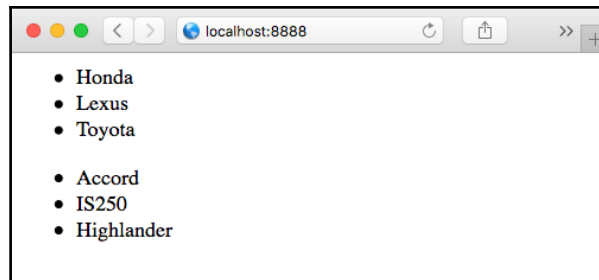 localhost:8888
Honda
Lexus
Toyota
Accord
IS250
Highlander